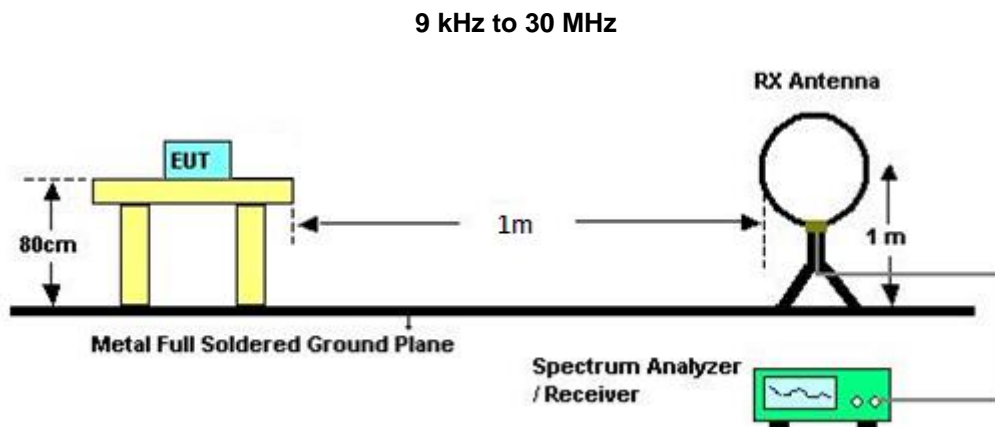 9 kHz to 30 MHz
RX Antenna
EUT
80cm
1m
1 m
Metal Full Soldered Ground Plane
Spectrum Analyzer
/ Receiver